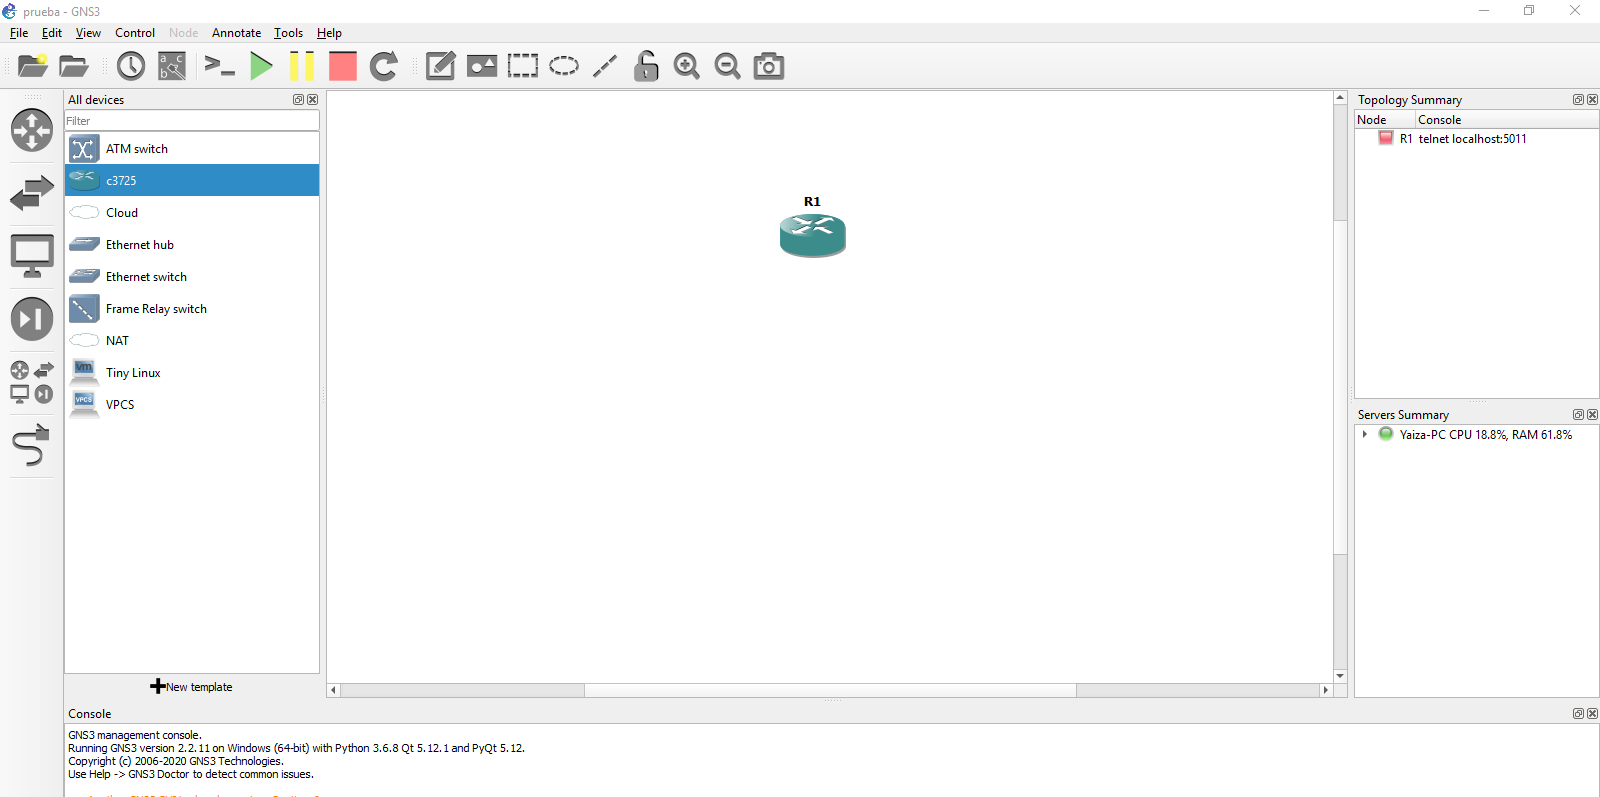 prueba - GNS3
File Edit View Control Node Annotate Tools Help
a c
b
All devices
Filter
ATM switch
c3725
Cloud
Ethernet hub
Ethernet switch
Frame Relay switch
NAT
vm
Tiny Linux
VPCS
VPCS
New template
R1
Topology Summary
Node Console
R1 telnet localhost:5011
Servers Summary
Yaiza-PC CPU 18.8%, RAM 61.8%
Console
GNS3 management console.
Running GNS3 version 2.2.11 on Windows (64-bit) with Python 3.6.8 Qt 5.12.1 and PyQt 5.12.
Copyright (c) 2006-2020 GNS3 Technologies.
Use Help -> GNS3 Doctor to detect common issues.